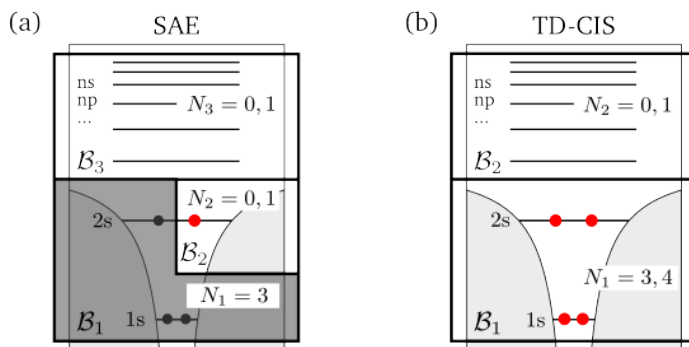 (a) SAE
ns
np
...
N₃ = 0, 1
ℬ₃
N₂ = 0, 1
2s
ℬ₂
N₁ = 3
ℬ₁
1s
(b) TD-CIS
ns
np
...
N₂ = 0, 1
ℬ₂
2s
N₁ = 3, 4
ℬ₁
1s